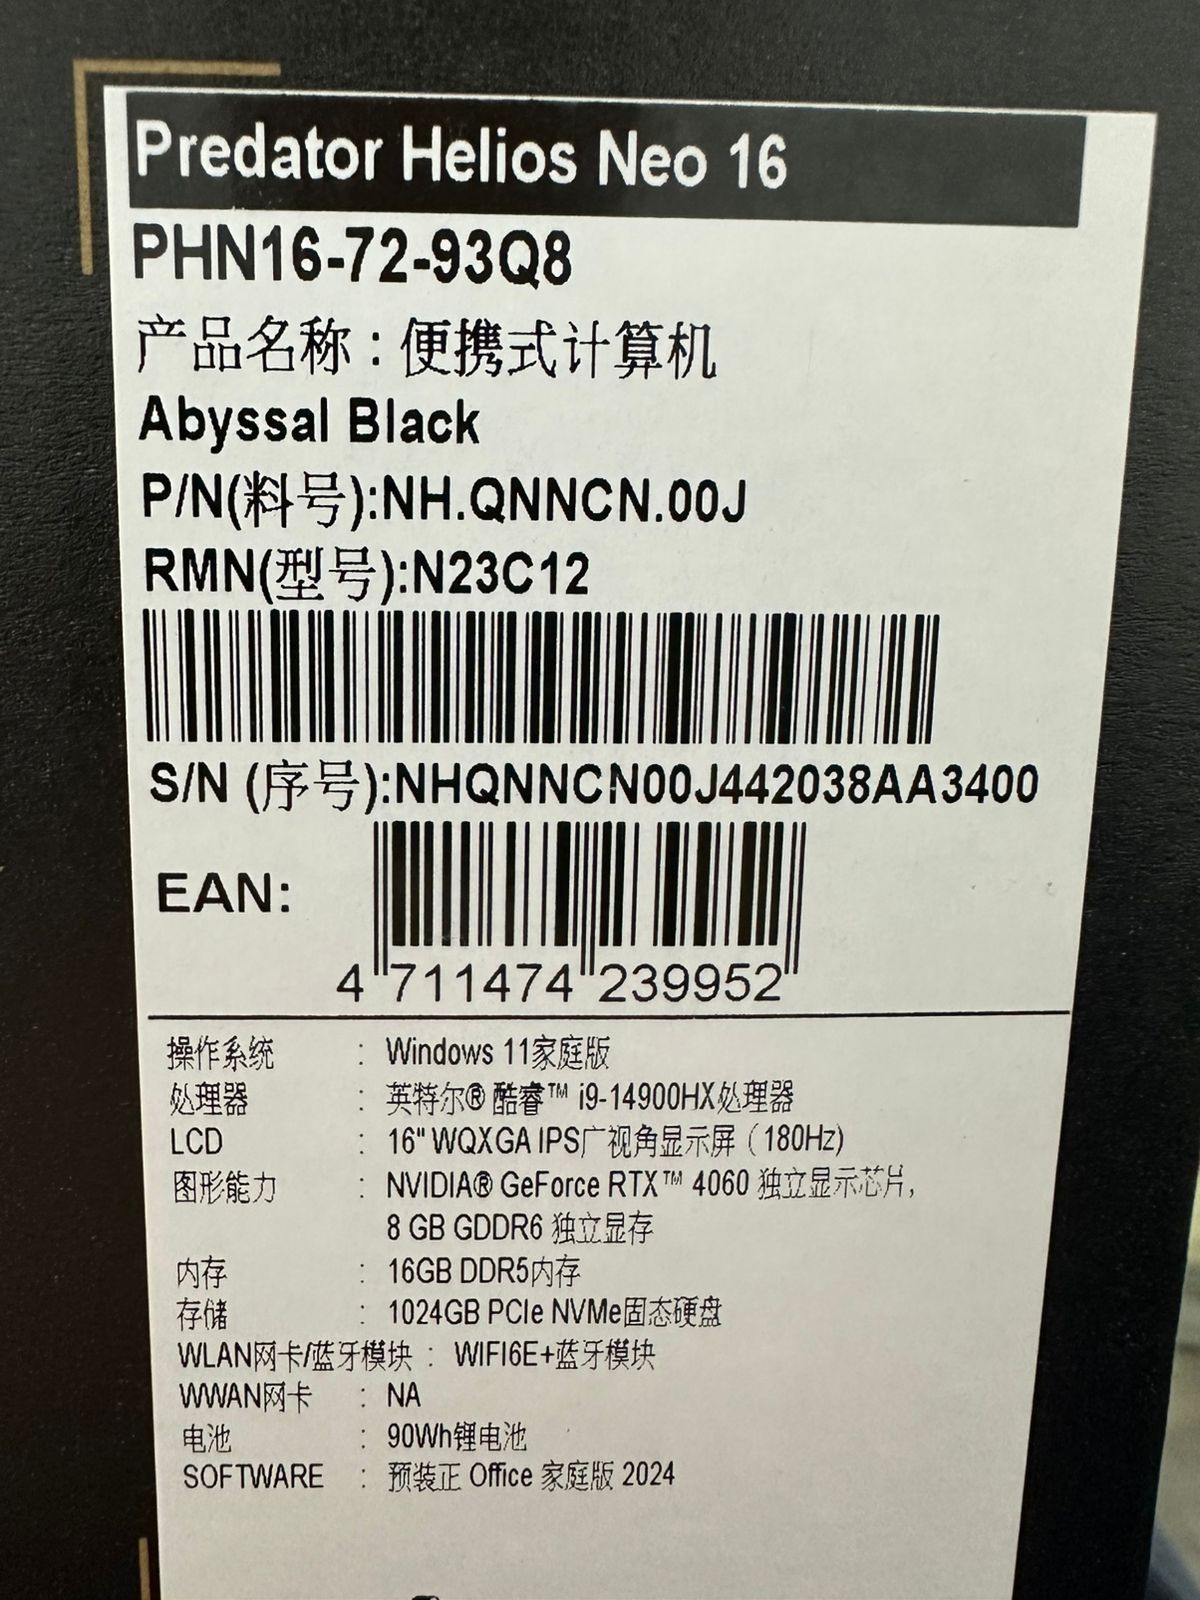 Predator Helios Neo 16
PHN16-72-93Q8
产品名称：便携式计算机
Abyssal Black
P/N(料号):NH.QNNCN.00J
RMN(型号):N23C12
S/N (序号):NHQNNCN00J442038AA3400
EAN:
4 711474 239952
操作系统 : Windows 11家庭版
处理器 : 英特尔® 酷睿™ i9-14900HX处理器
LCD : 16" WQXGA IPS广视角显示屏（180Hz)
图形能力 : NVIDIA® GeForce RTX™ 4060 独立显示芯片,
8 GB GDDR6 独立显存
内存 : 16GB DDR5内存
存储 : 1024GB PCIe NVMe固态硬盘
WLAN网卡/蓝牙模块 : WIFI6E+蓝牙模块
WWAN网卡 : NA
电池 : 90Wh锂电池
SOFTWARE : 预装正 Office 家庭版 2024